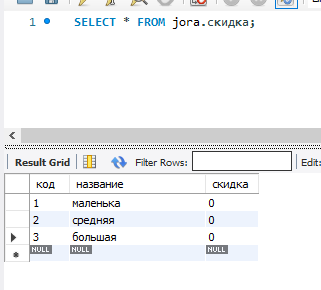 1 SELECT * FROM jora.скидка;
Result Grid Filter Rows: Edit:
код название скидка
1 маленька 0
2 средняя 0
3 большая 0
NULL NULL NULL